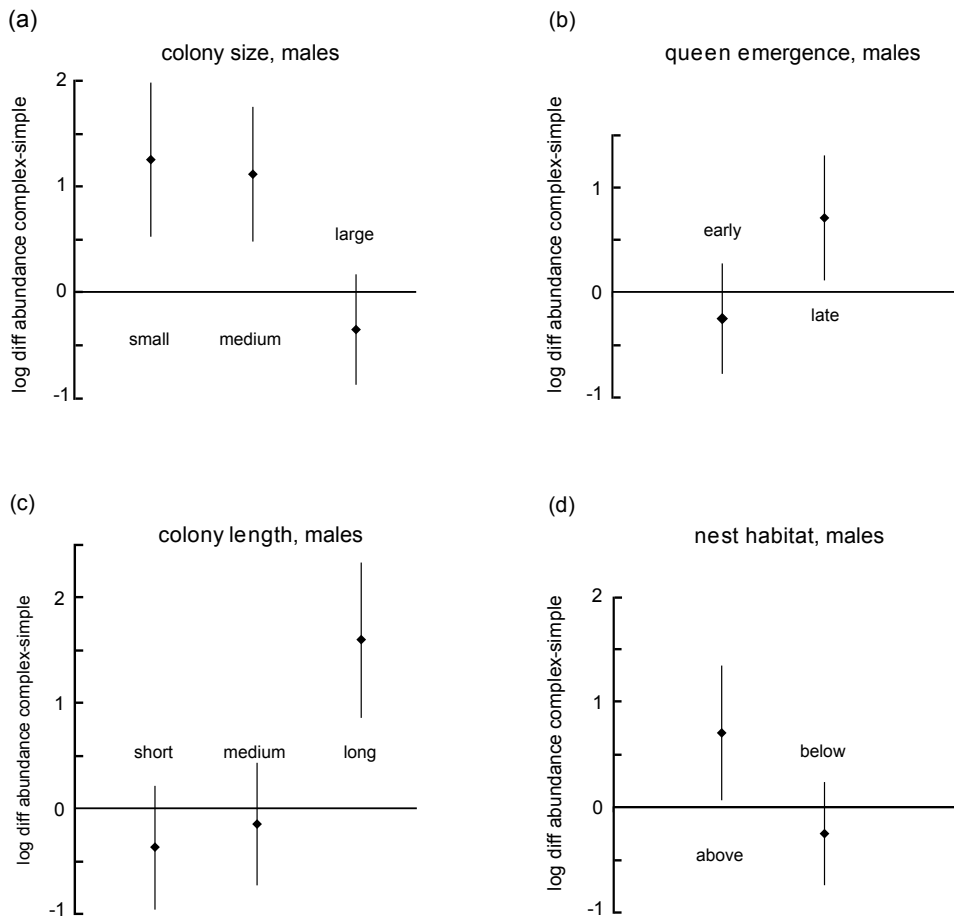 (a)
colony size, males
log diff abundance complex-simple
2
1
0
-1
small
medium
large
(b)
queen emergence, males
log diff abundance complex-simple
1
0
-1
early
late
(c)
colony length, males
log diff abundance complex-simple
2
1
0
-1
short
medium
long
(d)
nest habitat, males
log diff abundance complex-simple
2
1
0
-1
above
below